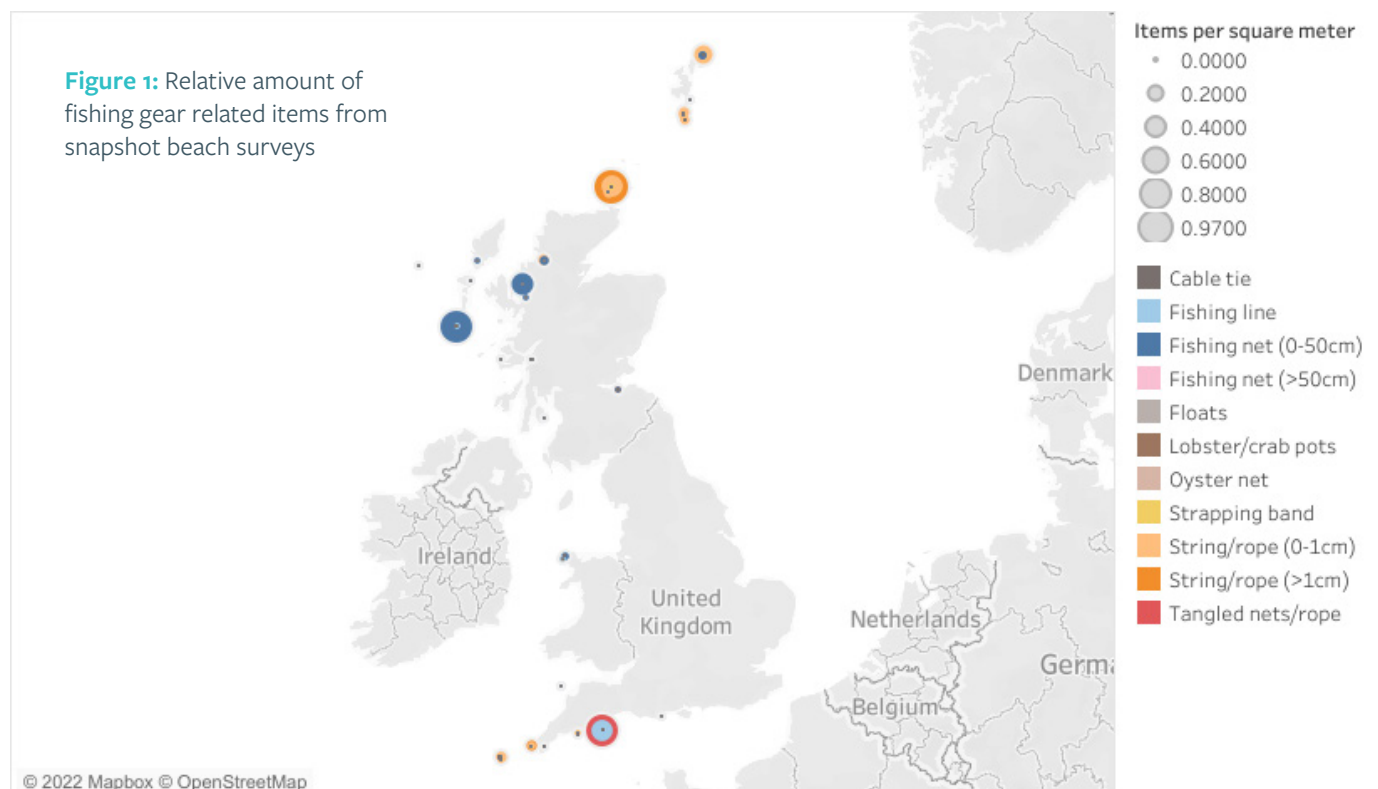 Figure 1: Relative amount of
fishing gear related items from
snapshot beach surveys
Items per square meter
0.0000
0.2000
0.4000
0.6000
0.8000
0.9700
Cable tie
Fishing line
Fishing net (0-50cm)
Fishing net (>50cm)
Floats
Lobster/crab pots
Oyster net
Strapping band
String/rope (0-1cm)
String/rope (>1cm)
Tangled nets/rope
Denmark
Ireland
United
Kingdom
Netherlands
Germa
Belgium
© 2022 Mapbox © OpenStreetMap